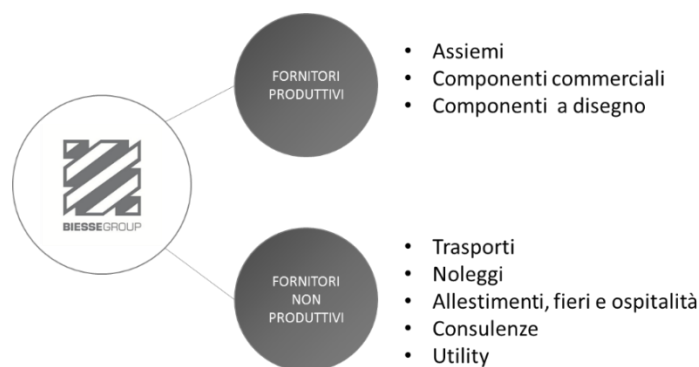 BIESSEGROUP
FORNITORI
PRODUTTIVI
• Assiemi
• Componenti commerciali
• Componenti a disegno
FORNITORI
NON
PRODUTTIVI
• Trasporti
• Noleggi
• Allestimenti, fieri e ospitalità
• Consulenze
• Utility